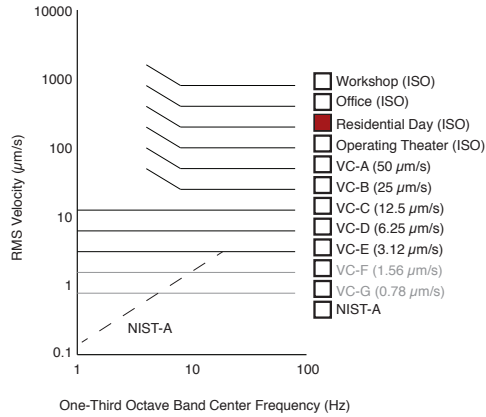 10000
1000
100
10
1
0.1
RMS Velocity (µm/s)
1
10
100
One-Third Octave Band Center Frequency (Hz)
NIST-A
Workshop (ISO)
Office (ISO)
Residential Day (ISO)
Operating Theater (ISO)
VC-A (50 µm/s)
VC-B (25 µm/s)
VC-C (12.5 µm/s)
VC-D (6.25 µm/s)
VC-E (3.12 µm/s)
VC-F (1.56 µm/s)
VC-G (0.78 µm/s)
NIST-A